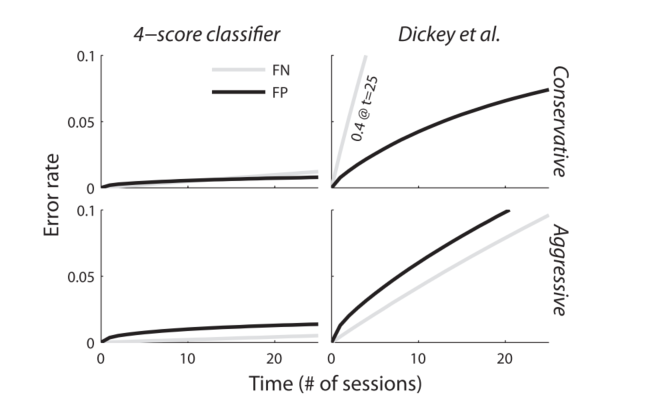 4−score classifier
Dickey et al.
FN
FP
0.4 @ t=25
Conservative
Aggressive
Error rate
0.1
0.05
0
0.1
0.05
0
0
10
20
0
10
20
Time (# of sessions)